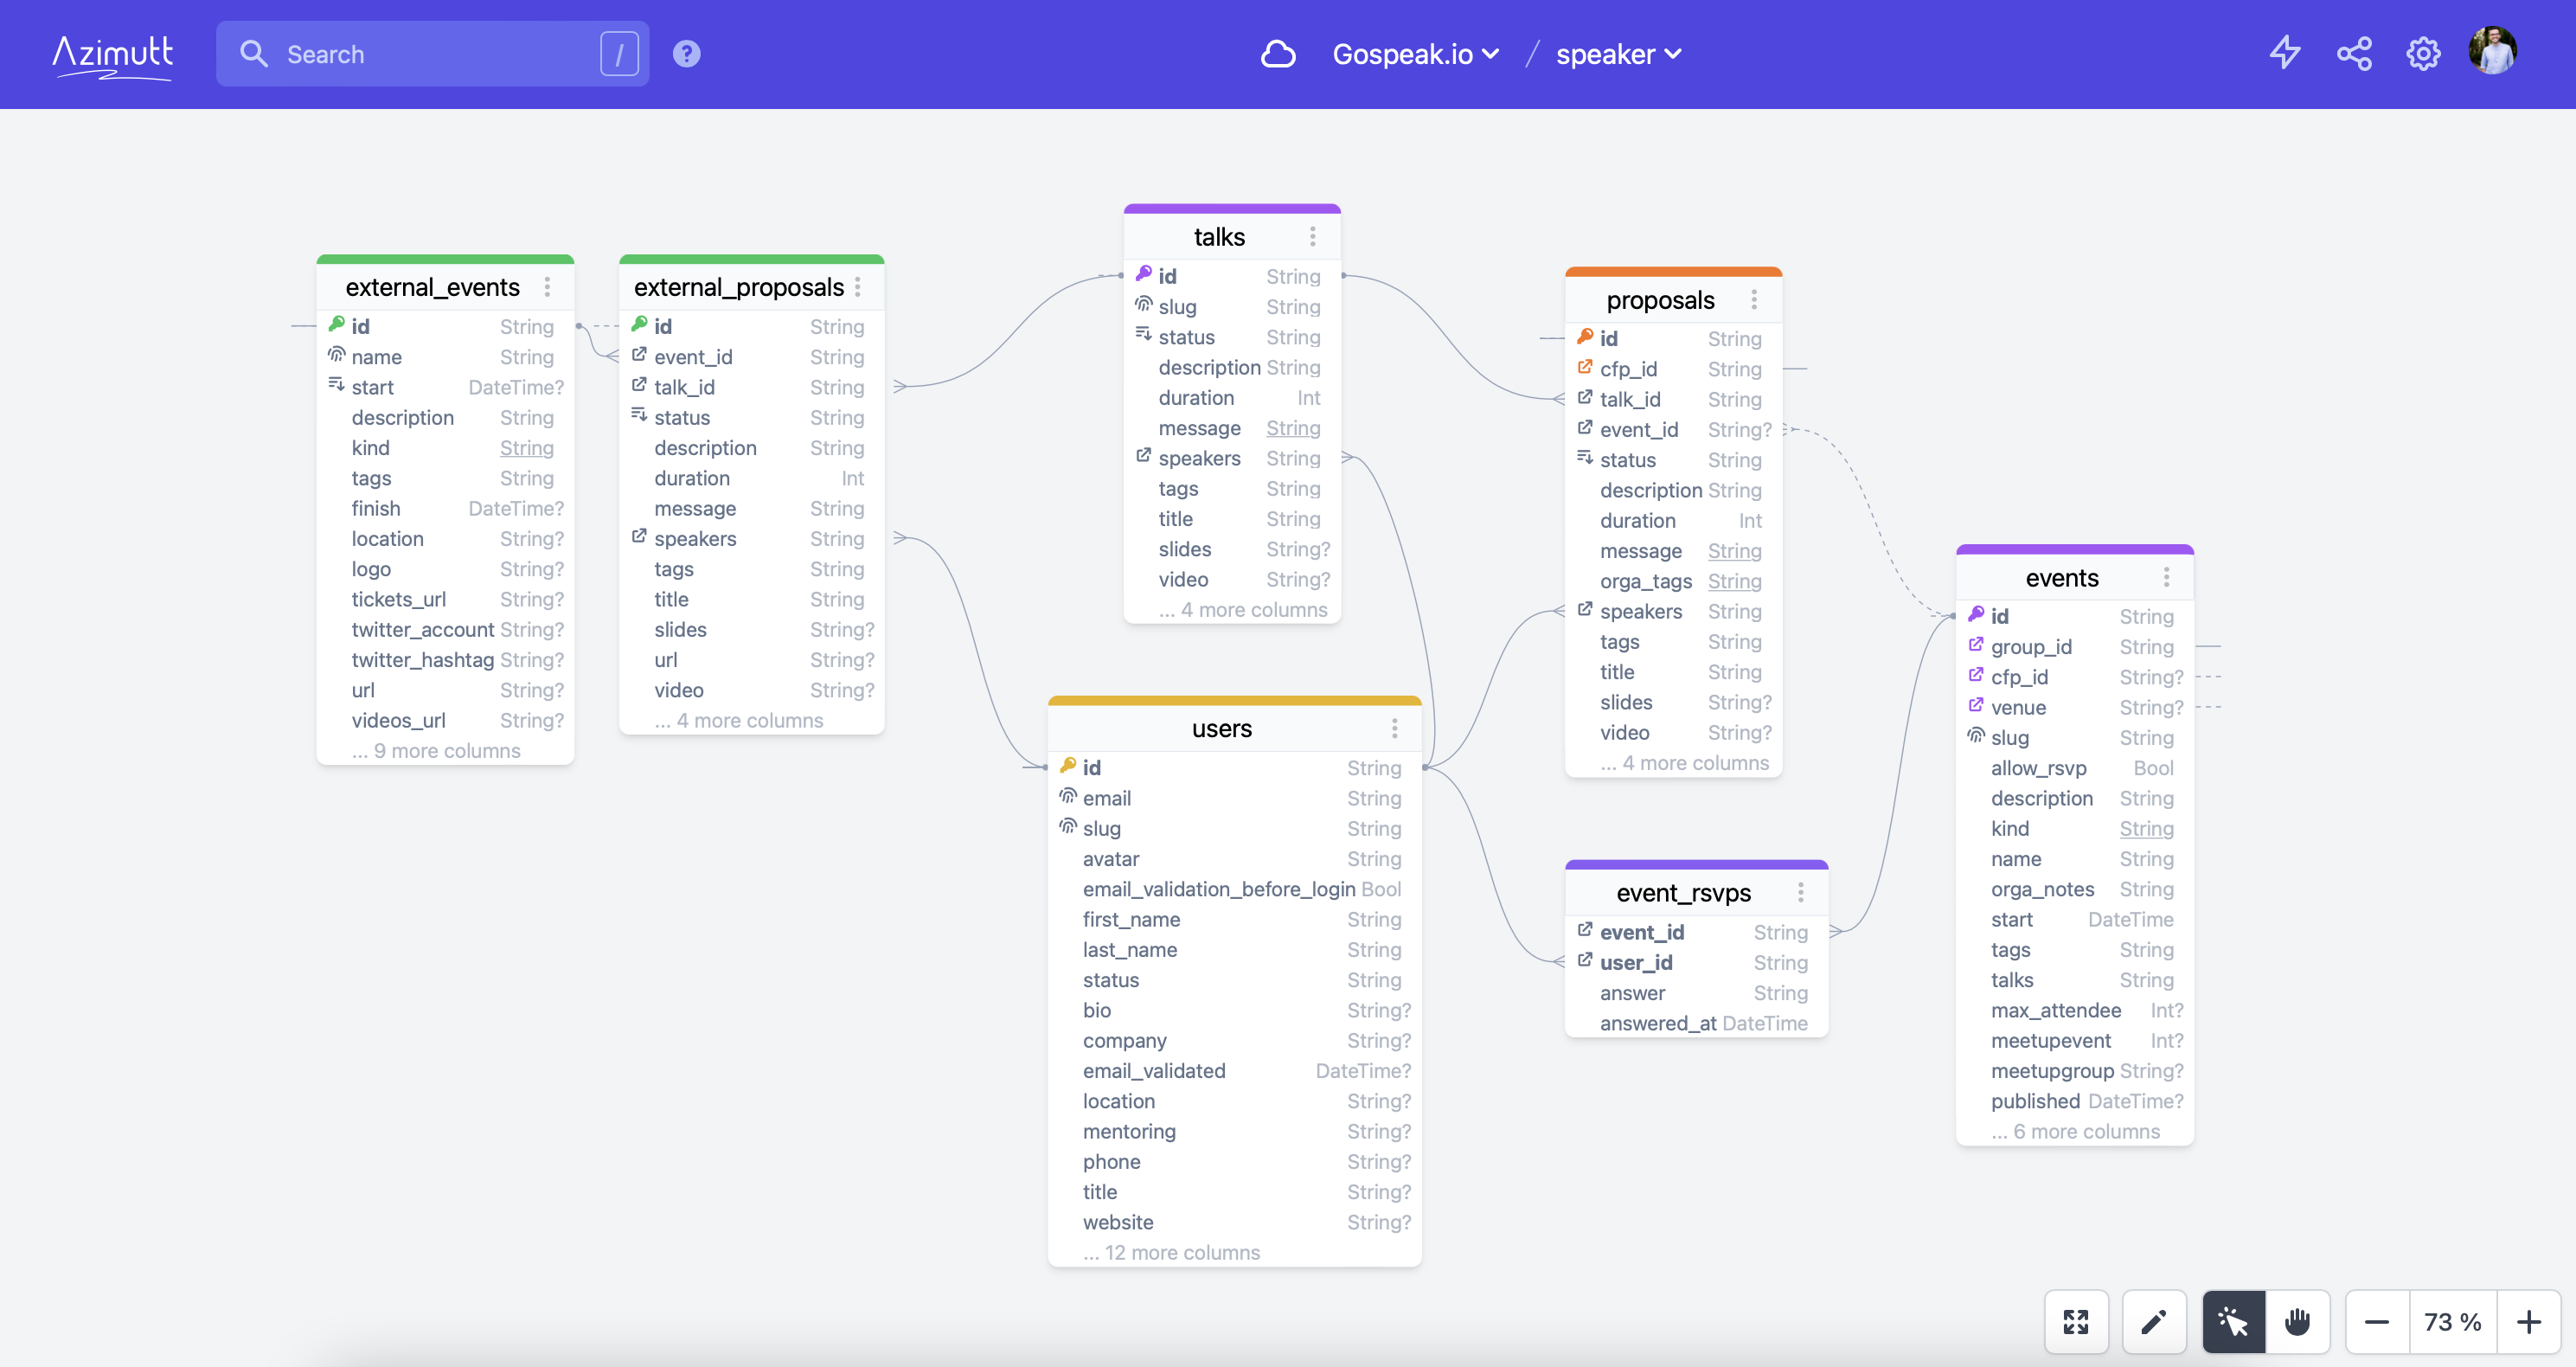 Azimutt
Search /
?
Gospeak.io / speaker
external_events
id String
name String
start DateTime?
description String
kind String
tags String
finish DateTime?
location String?
logo String?
tickets_url String?
twitter_account String?
twitter_hashtag String?
url String?
videos_url String?
... 9 more columns
external_proposals
id String
event_id String
talk_id String
status String
description String
duration Int
message String
speakers String
tags String
title String
slides String?
url String?
video String?
... 4 more columns
talks
id String
slug String
status String
description String
duration Int
message String
speakers String
tags String
title String
slides String?
video String?
... 4 more columns
users
id String
email String
slug String
avatar String
email_validation_before_login Bool
first_name String
last_name String
status String
bio String?
company String?
email_validated DateTime?
location String?
mentoring String?
phone String?
title String?
website String?
... 12 more columns
proposals
id String
cfp_id String
talk_id String
event_id String?
status String
description String
duration Int
message String
orga_tags String
speakers String
tags String
title String
slides String?
video String?
... 4 more columns
event_rsvps
event_id String
user_id String
answer String
answered_at DateTime
events
id String
group_id String
cfp_id String?
venue String?
slug String
allow_rsvp Bool
description String
kind String
name String
orga_notes String
start DateTime
tags String
talks String
max_attendee Int?
meetupevent Int?
meetupgroup String?
published DateTime?
... 6 more columns
73 %